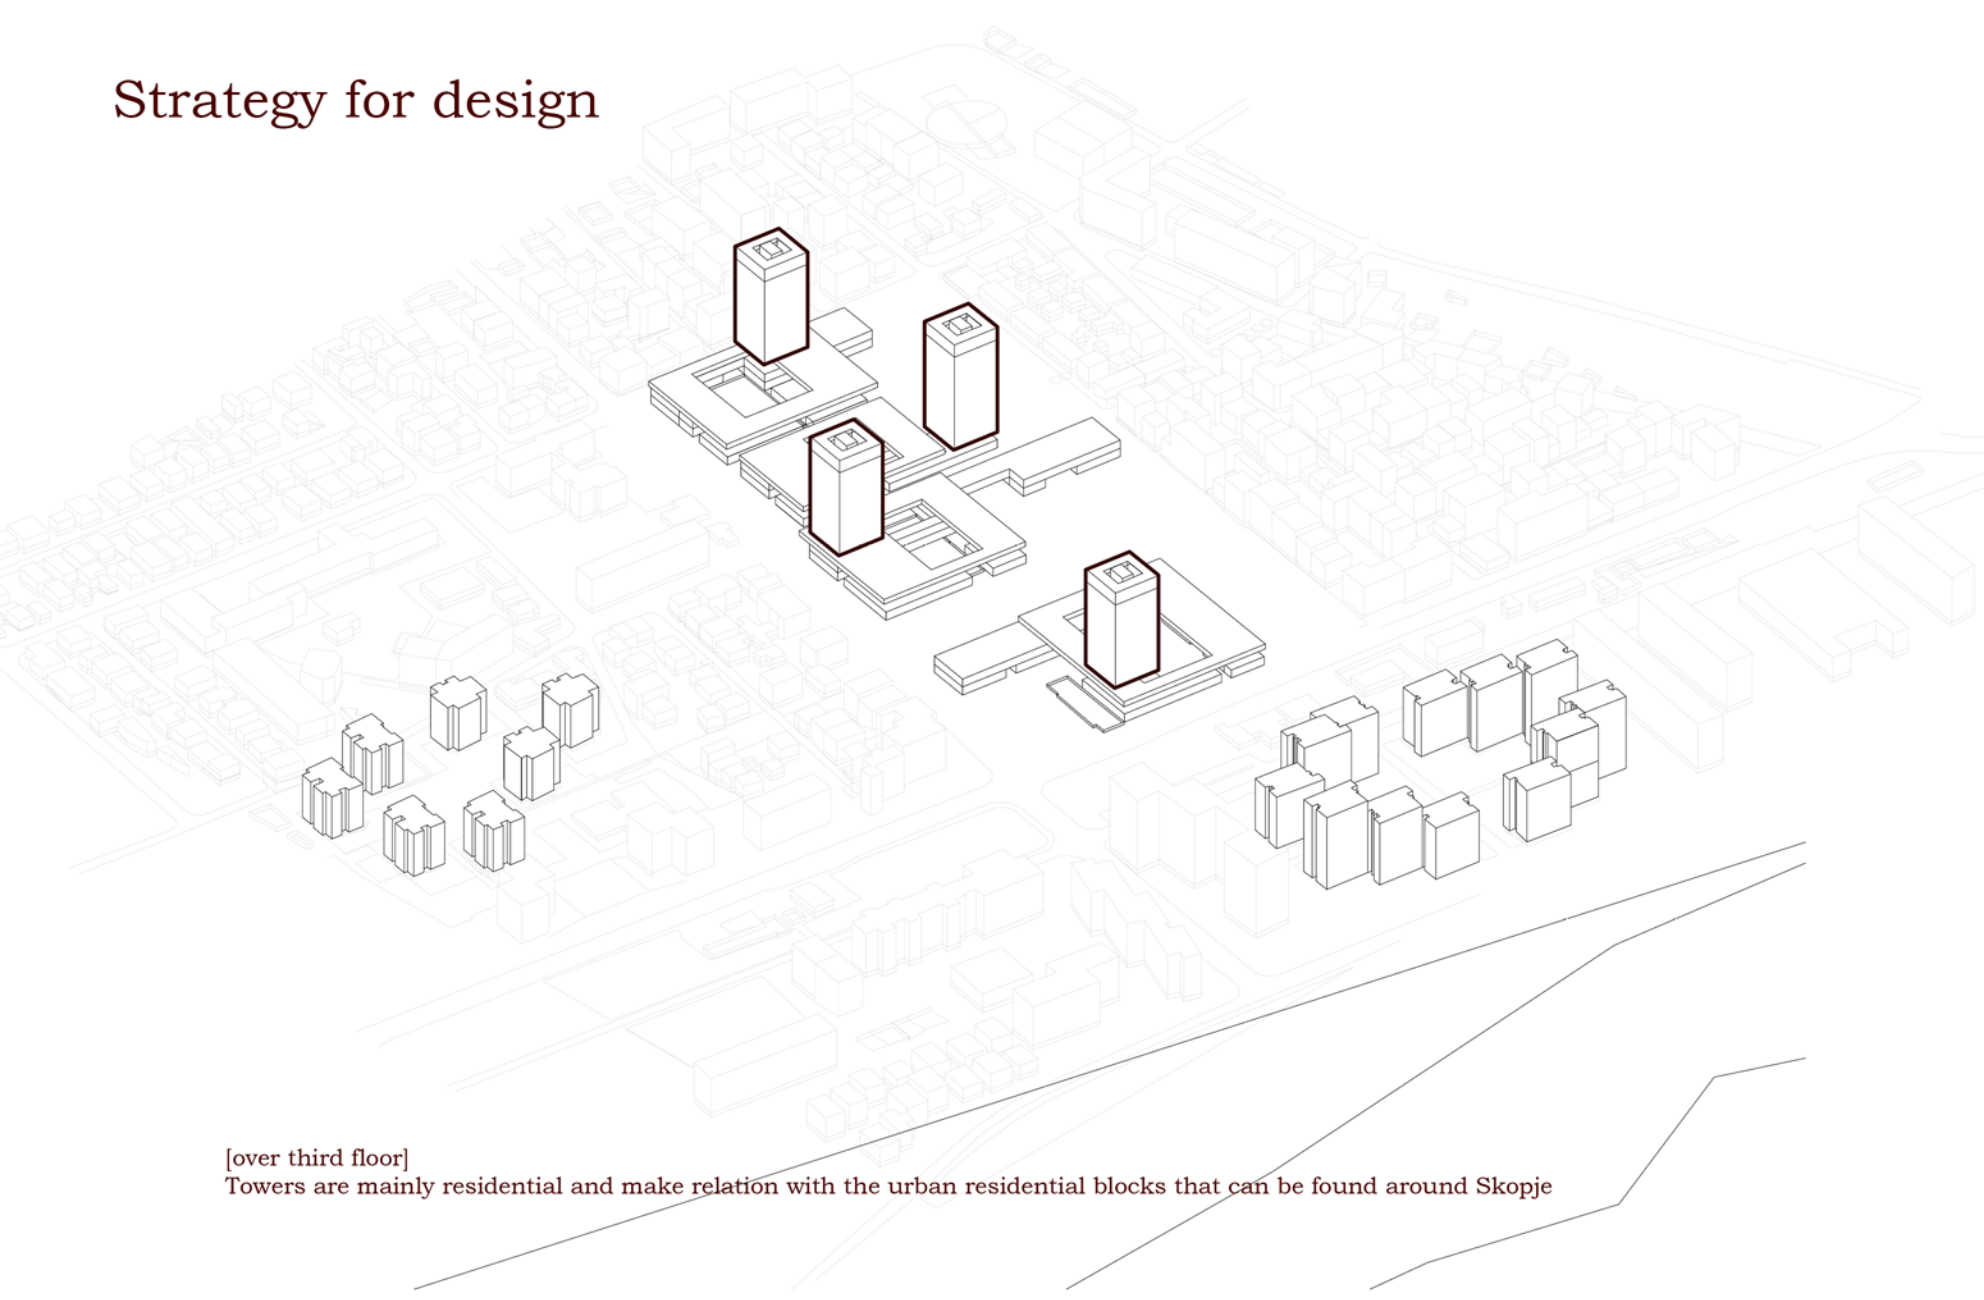 Strategy for design
[over third floor]
Towers are mainly residential and make relation with the urban residential blocks that can be found around Skopje